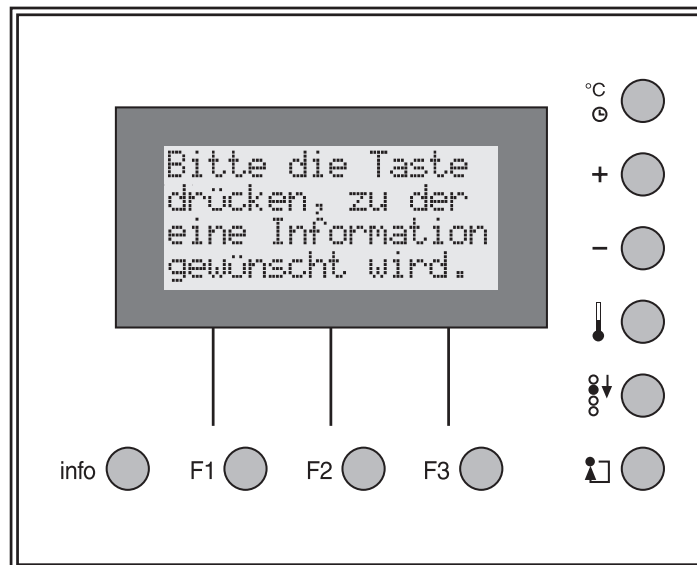 °C
Bitte die Taste
drücken, zu der
eine Information
gewünscht wird.
+
−
info F1 F2 F3